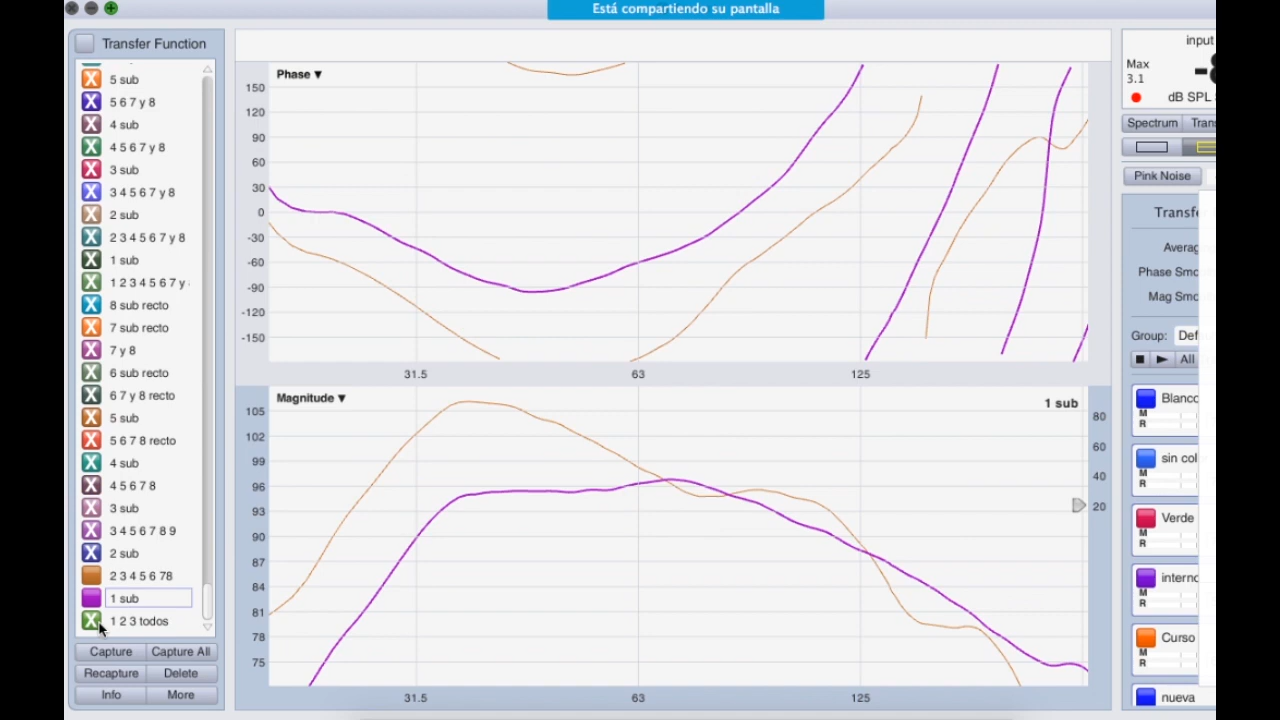 Está compartiendo su pantalla
Transfer Function
5 sub
5 6 7 y 8
4 sub
4 5 6 7 y 8
3 sub
3 4 5 6 7 y 8
2 sub
2 3 4 5 6 7 y 8
1 sub
1 2 3 4 5 6 7 y
8 sub recto
7 sub recto
7 y 8
6 sub recto
6 7 y 8 recto
5 sub
5 6 7 8 recto
4 sub
4 5 6 7 8
3 sub
3 4 5 6 7 8 9
2 sub
2 3 4 5 6 78
1 sub
1 2 3 todos
Capture Capture All
Recapture Delete
Info More
Phase ▼
150
120
90
60
30
0
-30
-60
-90
-120
-150
31.5 63 125
Magnitude ▼ 1 sub
105
102
99
96
93
90
87
84
81
78
75
80
60
40
20
31.5 63 125
input
Max
3.1
dB SPL
Spectrum Trans
Pink Noise
Transfe
Averag
Phase Smo
Mag Smo
Group: Def
All
Blanco
M
R
sin col
M
R
Verde
M
R
interno
M
R
Curso
M
R
nueva